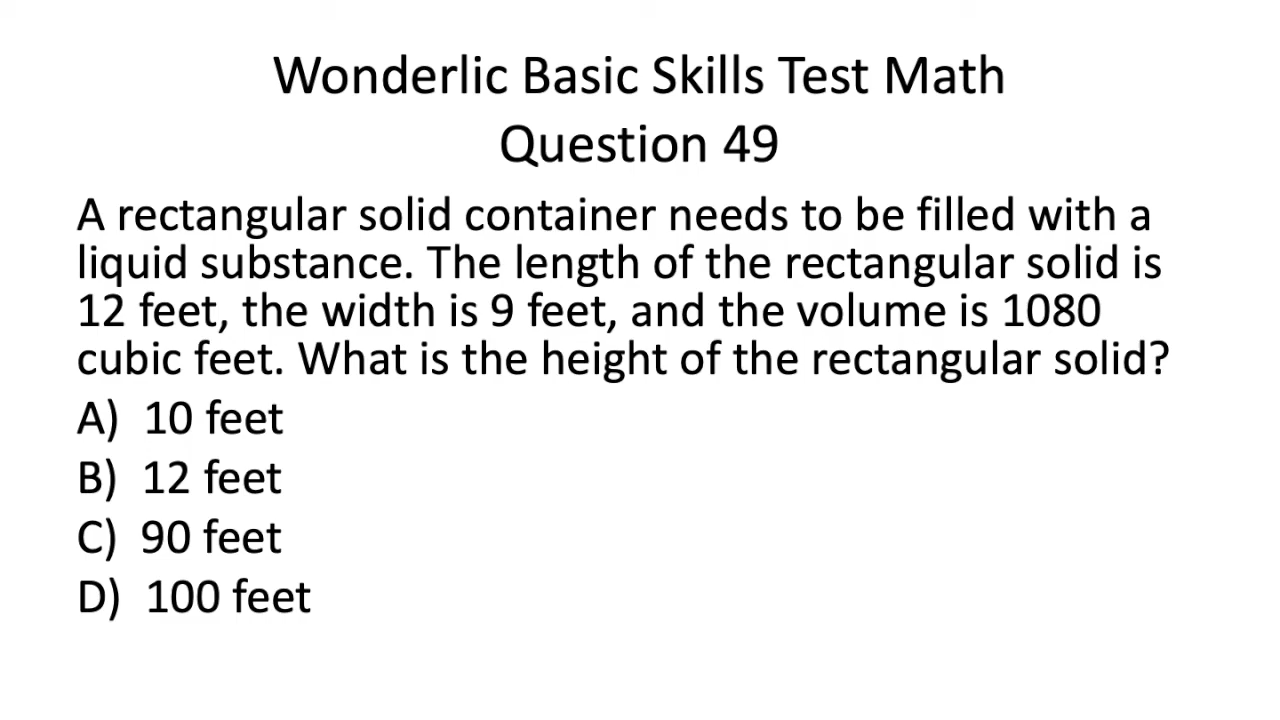 Wonderlic Basic Skills Test Math
Question 49
A rectangular solid container needs to be filled with a
liquid substance. The length of the rectangular solid is
12 feet, the width is 9 feet, and the volume is 1080
cubic feet. What is the height of the rectangular solid?
A) 10 feet
B) 12 feet
C) 90 feet
D) 100 feet